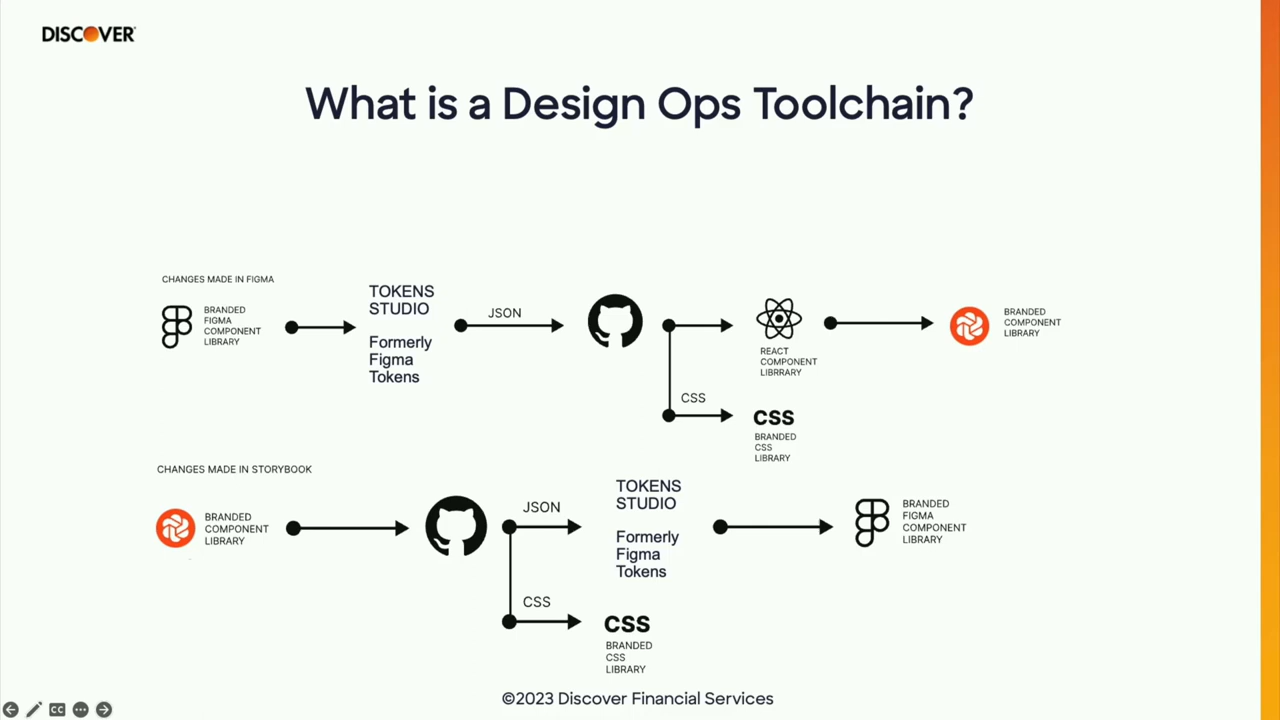 DISCOVER
What is a Design Ops Toolchain?
CHANGES MADE IN FIGMA
BRANDED
FIGMA
COMPONENT
LIBRARY
TOKENS
STUDIO
Formerly
Figma
Tokens
JSON
REACT
COMPONENT
LIBRRARY
BRANDED
COMPONENT
LIBRARY
CSS
CSS
BRANDED
CSS
LIBRARY
CHANGES MADE IN STORYBOOK
BRANDED
COMPONENT
LIBRARY
JSON
TOKENS
STUDIO
Formerly
Figma
Tokens
BRANDED
FIGMA
COMPONENT
LIBRARY
CSS
CSS
BRANDED
CSS
LIBRARY
©2023 Discover Financial Services
CC